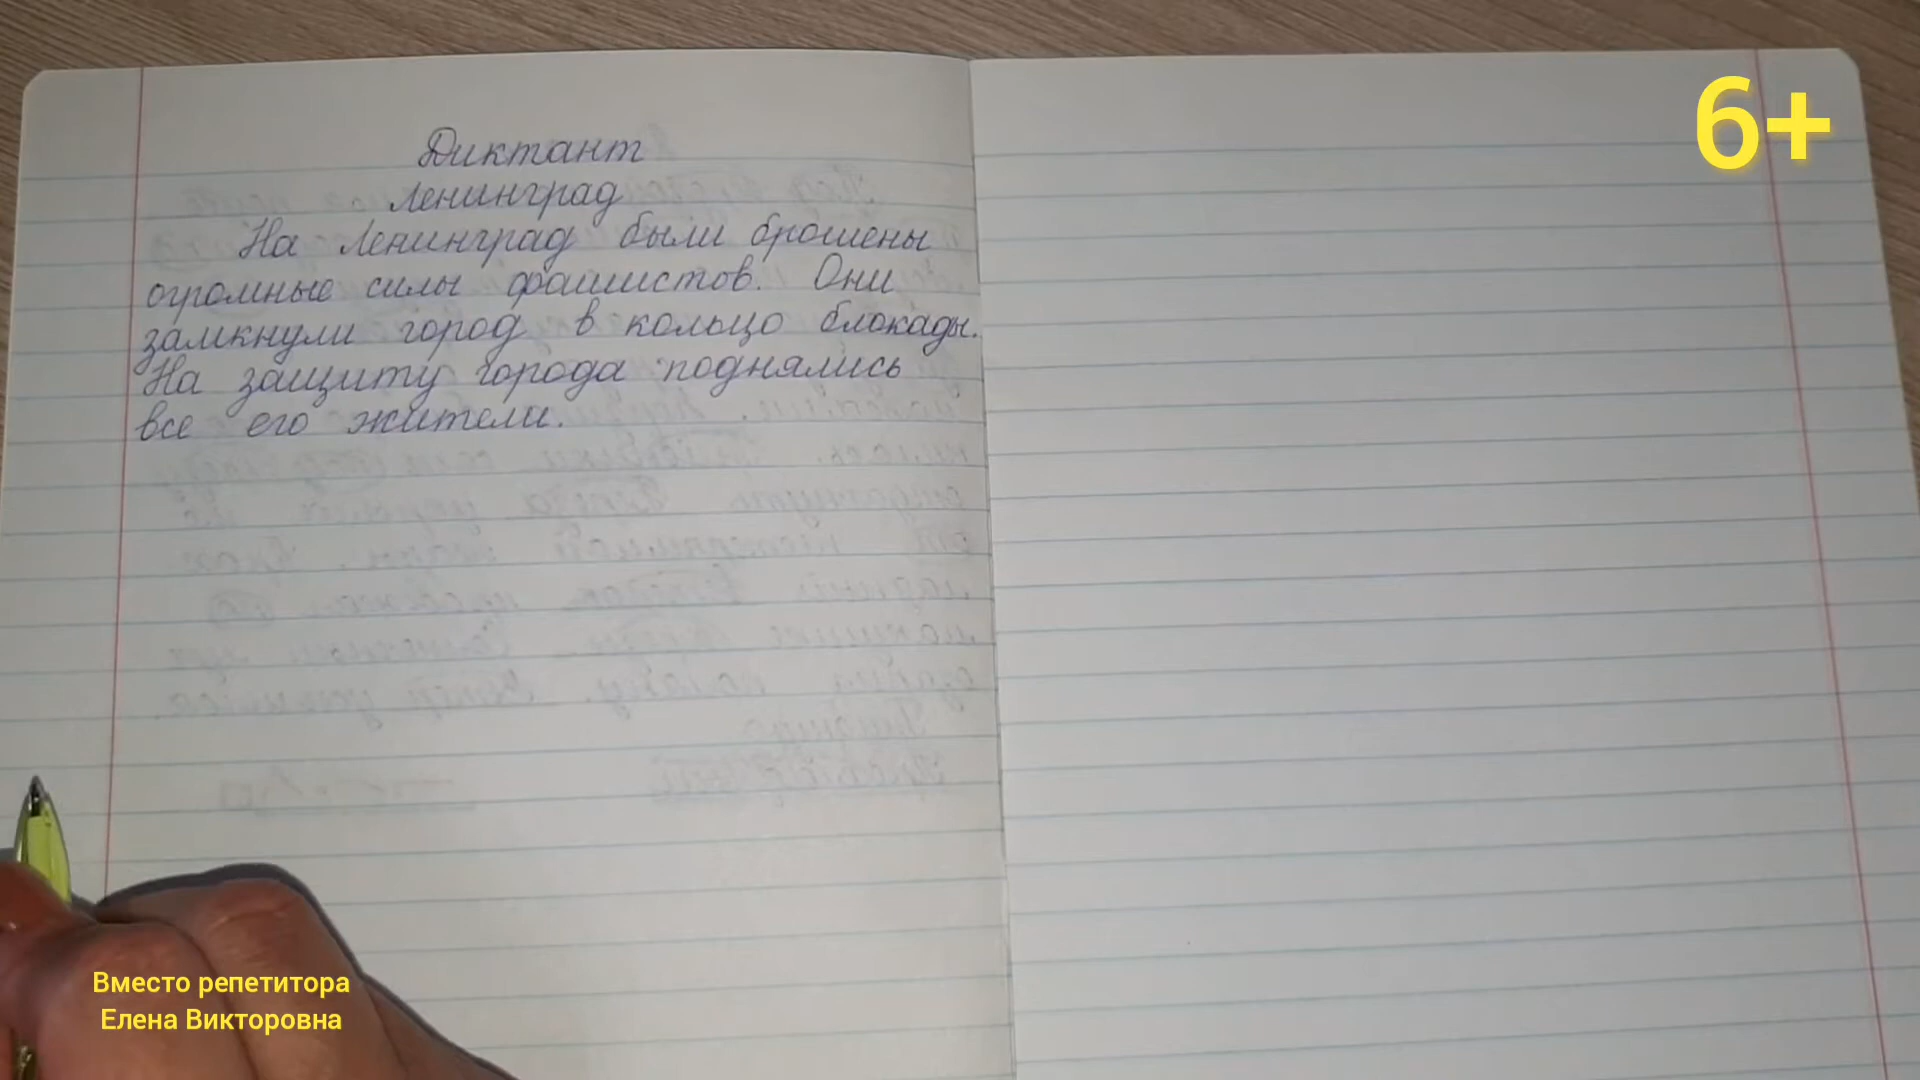 6+
Диктант
Ленинград
На Ленинград были брошены
огромные силы фашистов. Они
замкнули город в кольцо блокады.
На защиту города поднялись
все его жители.
Вместо репетитора
Елена Викторовна